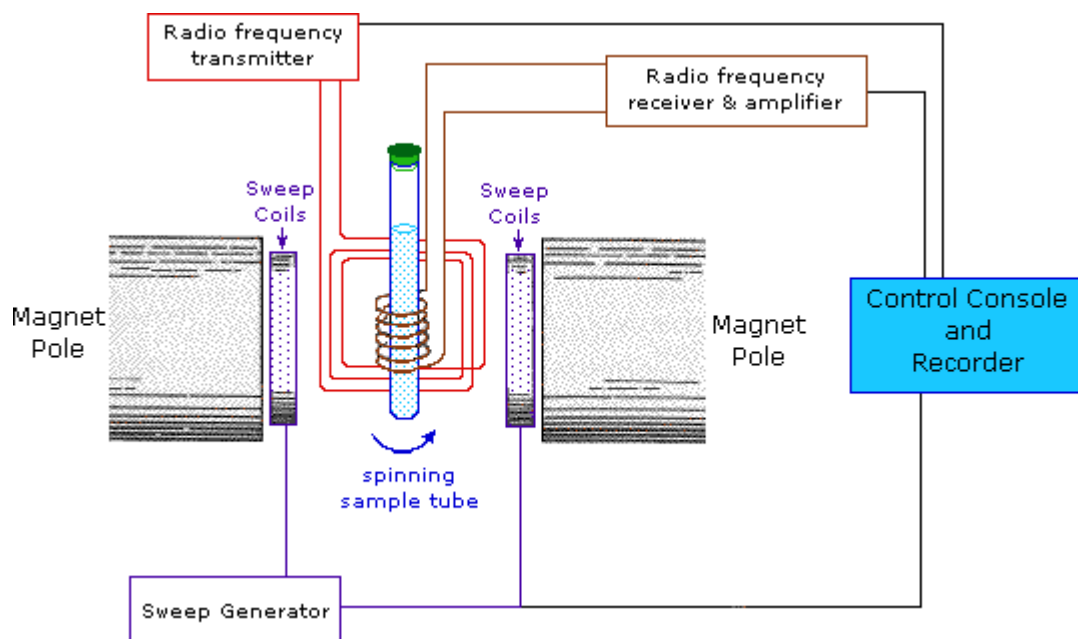 Radio frequency
transmitter
Radio frequency
receiver & amplifier
Sweep
Coils
Sweep
Coils
Magnet
Pole
Magnet
Pole
Control Console
and
Recorder
spinning
sample tube
Sweep Generator